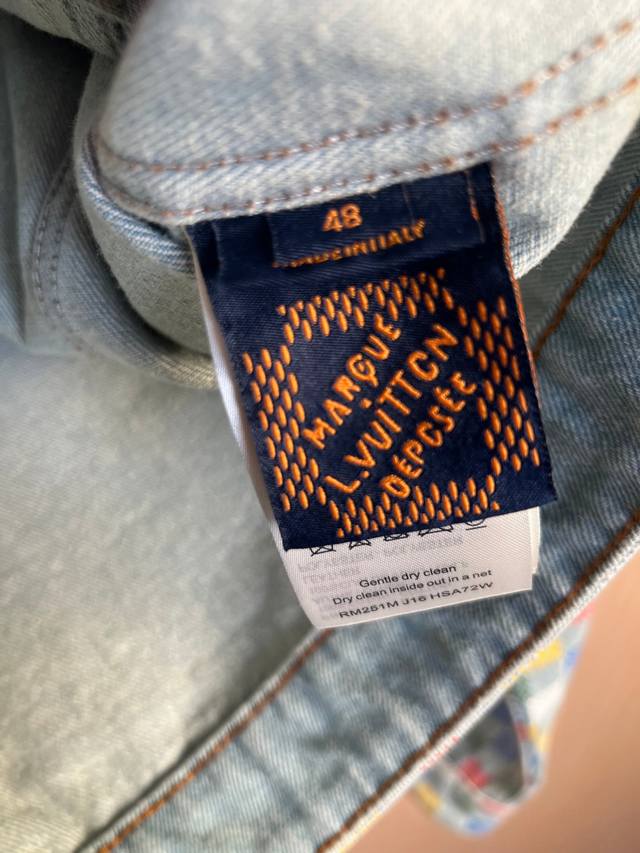 48
MADE IN ITALY
MARQUE
L.VUITTON
DÉPOSÉE
Gentle dry clean
Dry clean inside out in a net
RM251M J16 HSA72W